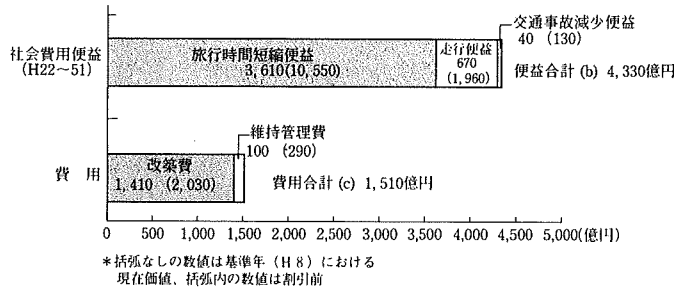 交通事故減少便益
40 (130)
社会費用便益
(H22〜51)
旅行時間短縮便益
3,610(10,550)
走行便益
670
(1,960)
便益合計 (b) 4,330億円
維持管理費
100 (290)
費用
改築費
1,410 (2,030)
費用合計 (c) 1,510億円
0 500 1,000 1,500 2,000 2,500 3,000 3,500 4,000 4,500 5,000(億円)
*括弧なしの数値は基準年（H8）における
現在価値、括弧内の数値は割引前